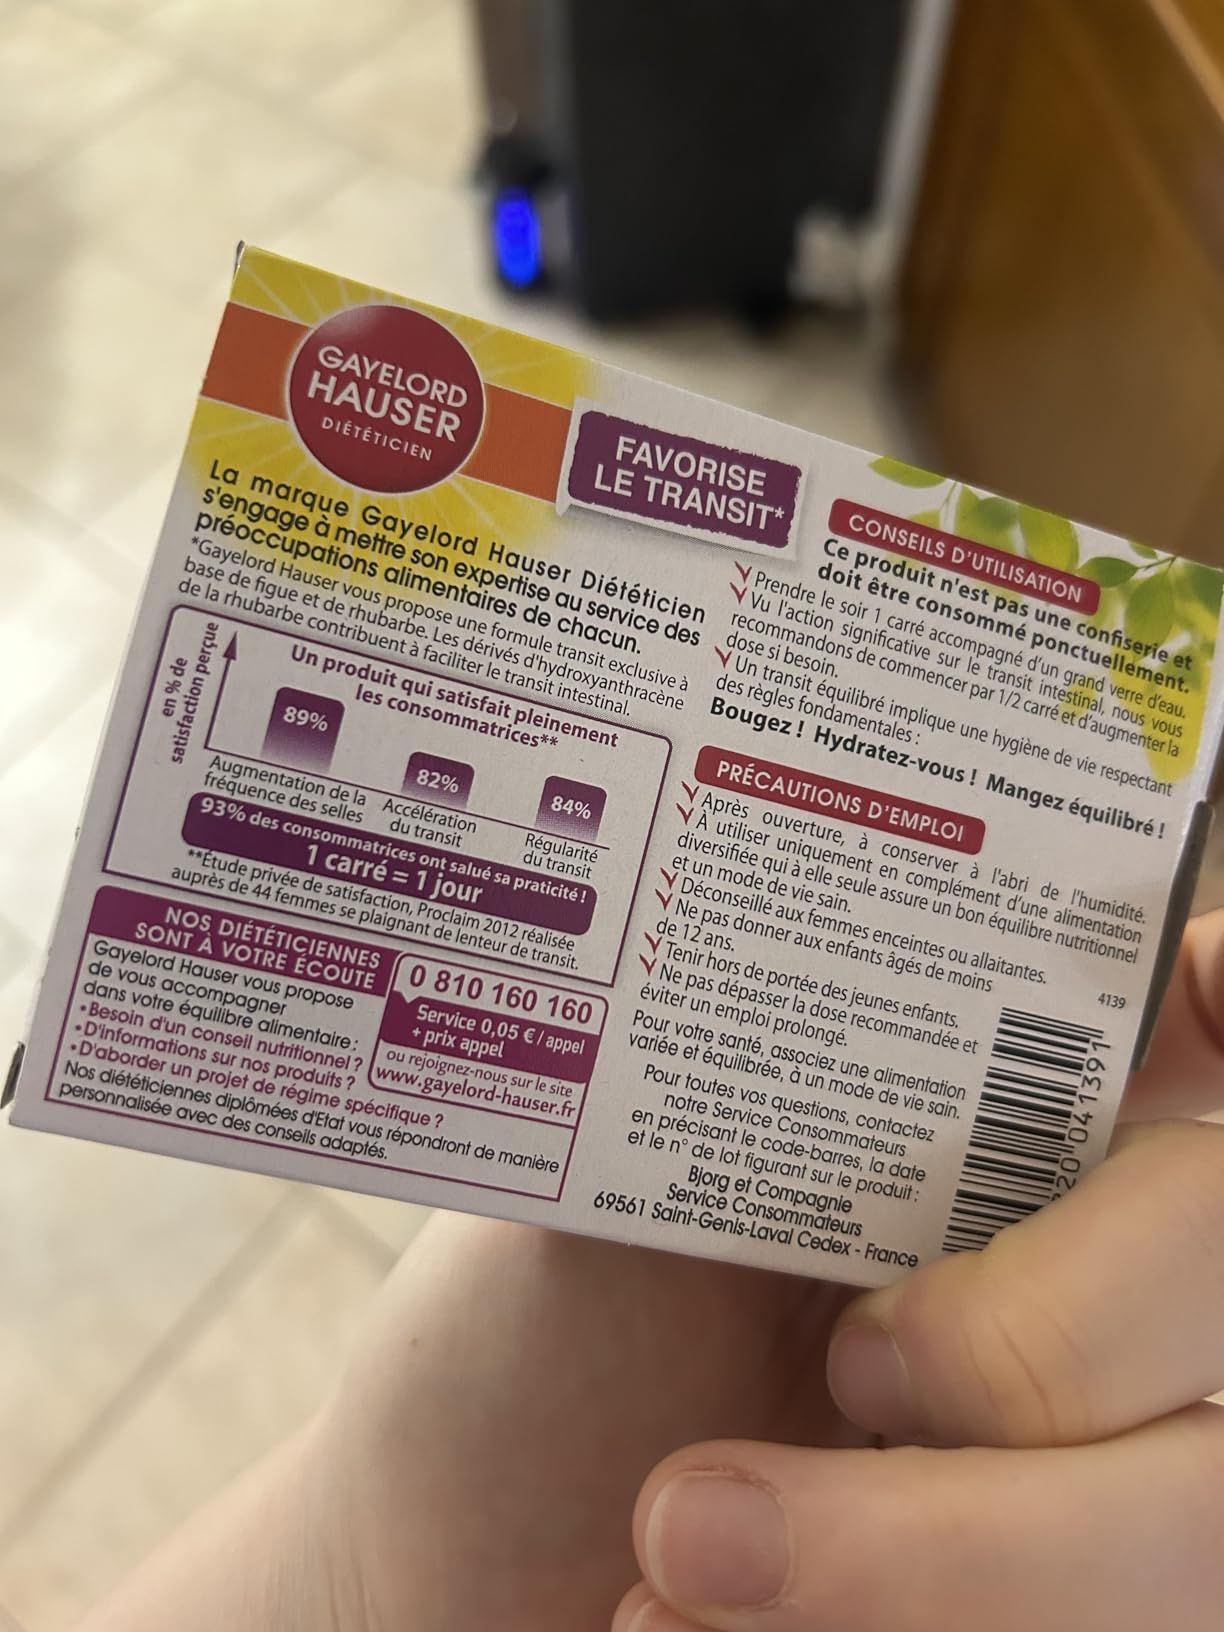 GAYELORD
HAUSER
DIÉTÉTICIEN
FAVORISE
LE TRANSIT*
La marque Gayelord Hauser Diététicien
s'engage à mettre son expertise au service des
préoccupations alimentaires de chacun.
*Gayelord Hauser vous propose une formule transit exclusive à
base de figue et de rhubarbe. Les dérivés d'hydroxyanthracène
de la rhubarbe contribuent à faciliter le transit intestinal.
en % de
satisfaction perçue
Un produit qui satisfait pleinement
les consommatrices**
89%
82%
84%
Augmentation de la
fréquence des selles
Accélération
du transit
Régularité
du transit
93% des consommatrices ont salué sa praticité !
1 carré = 1 jour
**Étude privée de satisfaction, Proclaim 2012 réalisée
auprès de 44 femmes se plaignant de lenteur de transit.
NOS DIÉTÉTICIENNES
SONT À VOTRE ÉCOUTE
Gayelord Hauser vous propose
de vous accompagner
dans votre équilibre alimentaire :
•Besoin d'un conseil nutritionnel ?
•D'informations sur nos produits ?
•D'aborder un projet de régime spécifique ?
Nos diététiciennes diplômées d'Etat vous répondront de manière
personnalisée avec des conseils adaptés.
0 810 160 160
Service 0,05 € / appel
+ prix appel
ou rejoignez-nous sur le site
www.gayelord-hauser.fr
CONSEILS D'UTILISATION
Ce produit n'est pas une confiserie et
doit être consommé ponctuellement.
Prendre le soir 1 carré accompagné d'un grand verre d'eau.
Vu l'action significative sur le transit intestinal, nous vous
recommandons de commencer par 1/2 carré et d'augmenter la
dose si besoin.
Un transit équilibré implique une hygiène de vie respectant
des règles fondamentales :
Bougez ! Hydratez-vous ! Mangez équilibré !
PRÉCAUTIONS D'EMPLOI
Après ouverture, à conserver à l'abri de l'humidité.
À utiliser uniquement en complément d'une alimentation
diversifiée qui à elle seule assure un bon équilibre nutritionnel
et un mode de vie sain.
Déconseillé aux femmes enceintes ou allaitantes.
Ne pas donner aux enfants âgés de moins
de 12 ans.
Tenir hors de portée des jeunes enfants.
Ne pas dépasser la dose recommandée et
éviter un emploi prolongé.
Pour votre santé, associez une alimentation
variée et équilibrée, à un mode de vie sain.
Pour toutes vos questions, contactez
notre Service Consommateurs
en précisant le code-barres, la date
et le n° de lot figurant sur le produit :
Bjorg et Compagnie
Service Consommateurs
69561 Saint-Genis-Laval Cedex - France
4139
20 041391